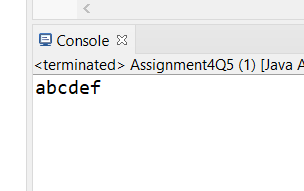 Console
<terminated> Assignment4Q5 (1) [Java A
abcdef